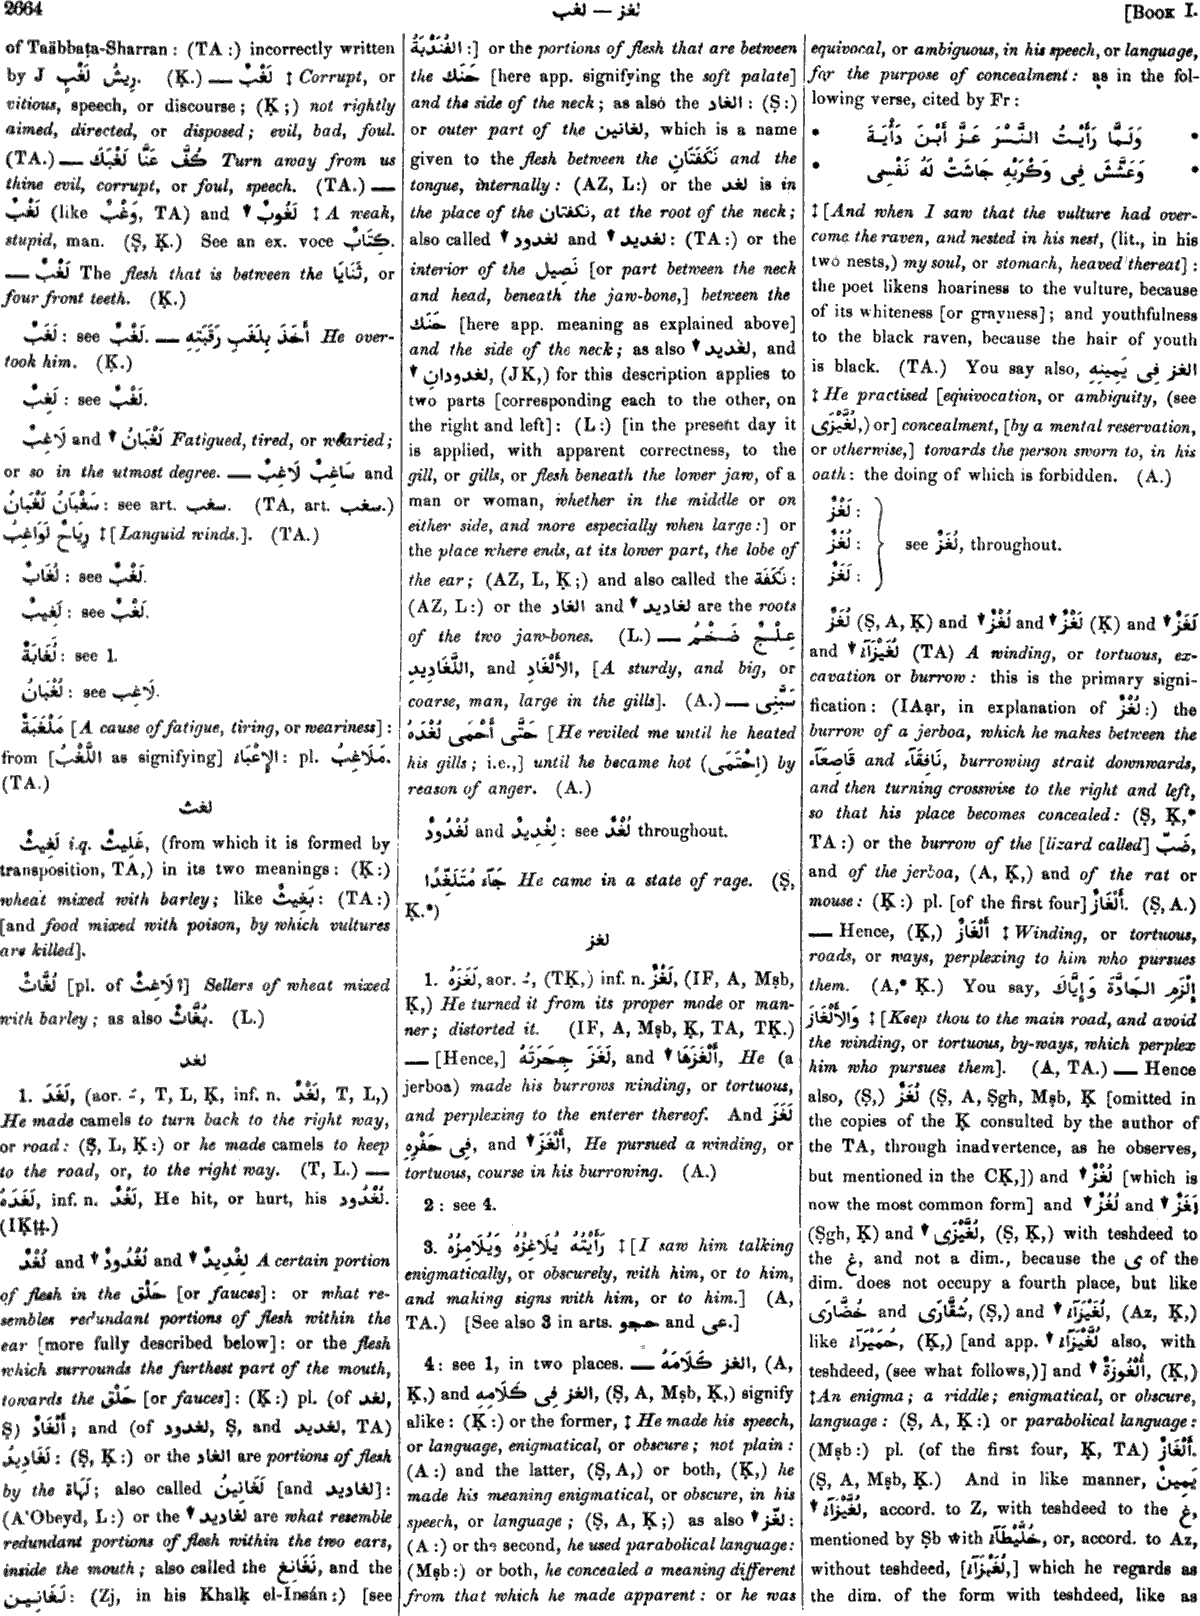 2664
لغب — لغز
[Book I.
of Taäbbaṭa-Sharran : (TA :) incorrectly written
by J رِيشُ لَغْبٍ. (Ḳ.) — لَغْبٌ ‡ Corrupt, or
vitious, speech, or discourse ; (Ḳ ;) not rightly
aimed, directed, or disposed ; evil, bad, foul.
(TA.) — كُفَّ عَنَّا لَغْبَكَ Turn away from us
thine evil, corrupt, or foul, speech. (TA.) —
لَغْبٌ (like وَغْبٌ, TA) and ▼ لَغُوبٌ ‡ A weak,
stupid, man. (Ṣ, Ḳ.) See an ex. voce كِتَابٌ.
— لَغْبٌ The flesh that is between the ثَنَايَا, or
four front teeth. (Ḳ.)
لَغَبٌ : see لَغْبٌ. — أَخَذَ بِلَغَبِ رَقَبَتِهِ He over-
took him. (Ḳ.)
لَغِبٌ : see لَغْبٌ.
لَاغِبٌ and ▼ لَغْبَانُ Fatigued, tired, or wearied ;
or so in the utmost degree. — سَاغِبٌ لَاغِبٌ and
سَغْبَانُ لَغْبَانُ : see art. سغب. (TA, art. سغب.)
رِيَاحٌ لَوَاغِبُ ‡ [Languid winds.]. (TA.)
لُغَابٌ : see لَغْبٌ.
لَغِيبٌ : see لَغْبٌ.
لَغَابَةٌ : see 1.
لَغْبَانُ : see لَاغِب.
مَلْغَبَةٌ [A cause of fatigue, tiring, or weariness] :
from [اللَّغْبُ as signifying] الإِعْيَاء : pl. مَلَاغِبُ.
(TA.)
لغث
لَغِيثٌ i.q. غَلِيثٌ, (from which it is formed by
transposition, TA,) in its two meanings : (Ḳ :)
wheat mixed with barley ; like بَغِيثٌ : (TA :)
[and food mixed with poison, by which vultures
are killed].
لُغَّاثٌ [pl. of لَاغِثٌ ?] Sellers of wheat mixed
with barley ; as also بُغَّاثٌ. (L.)
لغد
1. لَغَدَ, (aor. ـَ, T, L, Ḳ, inf. n. لَغْدٌ, T, L,)
He made camels to turn back to the right way,
or road : (Ṣ, L, Ḳ :) or he made camels to keep
to the road, or, to the right way. (T, L.) —
لَغَدَهُ, inf. n. لَغْدٌ, He hit, or hurt, his لُغْدُود.
(IḲṭṭ.)
لُغْدٌ and ▼ لُغْدُودٌ and ▼ لِغْدِيدٌ A certain portion
of flesh in the حَلْق [or fauces] : or what re-
sembles redundant portions of flesh within the
ear [more fully described below] : or the flesh
which surrounds the furthest part of the mouth,
towards the حَلْق [or fauces] : (Ḳ :) pl. (of لغد,
Ṣ) أَلْغَادٌ ; and (of لغدود, Ṣ, and لغديد, TA)
لَغَادِيدُ : (Ṣ, Ḳ :) or the الغاد are portions of flesh
by the لَهَاة ; also called لَغَانِينُ [and لغاديد] :
(A'Obeyd, L :) or the ▼ لغاديد are what resemble
redundant portions of flesh within the two ears,
inside the mouth ; also called the نَغَانِغ, and the
لَغَانِين : (Zj, in his Khalḳ el-Insán :) [see
الغُنْدُبَةُ :] or the portions of flesh that are between
the حَنَك [here app. signifying the soft palate]
and the side of the neck ; as also the الغاد : (Ṣ :)
or outer part of the لغانين, which is a name
given to the flesh between the نَكَفَتَانِ and the
tongue, internally : (AZ, L :) or the لغد is in
the place of the نكفتان, at the root of the neck ;
also called ▼ لغدود and ▼ لغديد : (TA :) or the
interior of the نَصِيل [or part between the neck
and head, beneath the jaw-bone,] between the
حَنَك [here app. meaning as explained above]
and the side of the neck ; as also ▼ لغديد, and
▼ لغدودان, (JK,) for this description applies to
two parts [corresponding each to the other, on
the right and left] : (L :) [in the present day it
is applied, with apparent correctness, to the
gill, or gills, or flesh beneath the lower jaw, of a
man or woman, whether in the middle or on
either side, and more especially when large :] or
the place where ends, at its lower part, the lobe of
the ear ; (AZ, L, Ḳ ;) and also called the نَكَفَة :
(AZ, L :) or the الغاد and ▼ لغاديد are the roots
of the two jaw-bones. (L.) — عِلْجٌ ضَخْمُ
الأَلْغَادِ, and اللَّغَادِيدِ, [A sturdy, and big, or
coarse, man, large in the gills]. (A.) — سَبَّنِى
حَتَّى أَحْمَى لُغْدَهُ [He reviled me until he heated
his gills ; i.e.,] until he became hot (اِحْتَمَى) by
reason of anger. (A.)
لُغْدُودٌ and لِغْدِيدٌ : see لُغْدٌ throughout.
جَآءَ مُتَلَغِّدًا He came in a state of rage. (Ṣ,
Ḳ.*)
لغز
1. لَغَزَهُ, aor. ـُ, (TḲ,) inf. n. لَغْزٌ, (IF, A, Mṣb,
Ḳ,) He turned it from its proper mode or man-
ner ; distorted it. (IF, A, Mṣb, Ḳ, TA, TḲ.)
— [Hence,] لَغَزَ جِحَرَتَهُ, and ▼ أَلْغَزَهَا, He (a
jerboa) made his burrows winding, or tortuous,
and perplexing to the enterer thereof. And لَغَزَ
فِى حَفْرِهِ, and ▼ أَلْغَزَ, He pursued a winding, or
tortuous, course in his burrowing. (A.)
2 : see 4.
3. رَأَيْتُهُ يُلَاغِزُهُ وَيُلَامِزُهُ ‡ [I saw him talking
enigmatically, or obscurely, with him, or to him,
and making signs with him, or to him.] (A,
TA.) [See also 3 in arts. حجو and عى.]
4 : see 1, in two places. — الغز كَلَامَهُ, (A,
Ḳ,) and الغز فِى كَلَامِهِ, (Ṣ, A, Mṣb, Ḳ,) signify
alike : (Ḳ :) or the former, ‡ He made his speech,
or language, enigmatical, or obscure ; not plain :
(A :) and the latter, (Ṣ, A,) or both, (Ḳ,) he
made his meaning enigmatical, or obscure, in his
speech, or language ; (Ṣ, A, Ḳ ;) as also ▼ لغّز :
(A :) or the second, he used parabolical language :
(Mṣb :) or both, he concealed a meaning different
from that which he made apparent : or he was
equivocal, or ambiguous, in his speech, or language,
for the purpose of concealment : as in the fol-
lowing verse, cited by Fr :
• وَلَمَّا رَأَيْتُ النَّسْرَ عَزَّ ٱبْنَ دَأْيَةَ •
• وَعَشَّشَ فِى وَكْرَيْهِ جَاشَتْ لَهُ نَفْسِى •
‡ [And when I saw that the vulture had over-
come the raven, and nested in his nest, (lit., in his
two nests,) my soul, or stomach, heaved thereat] :
the poet likens hoariness to the vulture, because
of its whiteness [or grayness] ; and youthfulness
to the black raven, because the hair of youth
is black. (TA.) You say also, الغز فِى يَمِينِهِ
‡ He practised [equivocation, or ambiguity, (see
لُغَّيْزَى,) or] concealment, [by a mental reservation,
or otherwise,] towards the person sworn to, in his
oath : the doing of which is forbidden. (A.)
لَغْزٌ :
لُغْزٌ : see لُغَزٌ, throughout.
لَغَزٌ :
لُغَزٌ (Ṣ, A, Ḳ) and ▼ لُغْزٌ and ▼ لَغْزٌ (Ḳ) and ▼ لَغَزٌ
and ▼ لُغَيْزَآءُ (TA) A winding, or tortuous, ex-
cavation or burrow : this is the primary signi-
fication : (IAạr, in explanation of لُغْزٌ :) the
burrow of a jerboa, which he makes between the
قَاصِعَآء and نَافِقَآء, burrowing strait downwards,
and then turning crosswise to the right and left,
so that his place becomes concealed : (Ṣ, Ḳ,*
TA :) or the burrow of the [lizard called] ضَبّ,
and of the jerboa, (A, Ḳ,) and of the rat or
mouse : (Ḳ :) pl. [of the first four] أَلْغَازٌ. (Ṣ, A.)
— Hence, (Ḳ,) أَلْغَازٌ ‡ Winding, or tortuous,
roads, or ways, perplexing to him who pursues
them. (A,* Ḳ.) You say, اِلْزَمِ الجَادَّةَ وَإِيَّاكَ
وَالأَلْغَازَ ‡ [Keep thou to the main road, and avoid
the winding, or tortuous, by-ways, which perplex
him who pursues them]. (A, TA.) — Hence
also, (Ṣ,) لُغَزٌ (Ṣ, A, Ṣgh, Mṣb, Ḳ [omitted in
the copies of the Ḳ consulted by the author of
the TA, through inadvertence, as he observes,
but mentioned in the CḲ,]) and ▼ لُغْزٌ [which is
now the most common form] and ▼ لُغُزٌ and ▼ لَغَزٌ
(Ṣgh, Ḳ) and ▼ لُغَّيْزَى, (Ṣ, Ḳ,) with teshdeed to
the غ, and not a dim., because the ى of the
dim. does not occupy a fourth place, but like
خُضَّارَى and شُقَّارَى, (Ṣ,) and ▼ لُغَيْزَآءُ, (Az, Ḳ,)
like حُمَيْرَآءُ, (Ḳ,) [and app. ▼ لُغَّيْزَآءُ also, with
teshdeed, (see what follows,)] and ▼ أُلْغُوزَةٌ, (Ḳ,)
‡ An enigma ; a riddle ; enigmatical, or obscure,
language : (Ṣ, A, Ḳ :) or parabolical language :
(Mṣb :) pl. (of the first four, Ḳ, TA) أَلْغَازٌ.
(Ṣ, A, Mṣb, Ḳ.) And in like manner, يَمِينٌ
▼ لُغَّيْزَآءُ, accord. to Z, with teshdeed to the غ,
mentioned by Sb with خُلَّيْطَآءُ, or, accord. to Az,
without teshdeed, [لُغَيْزَآءُ,] which he regards as
the dim. of the form with teshdeed, like as